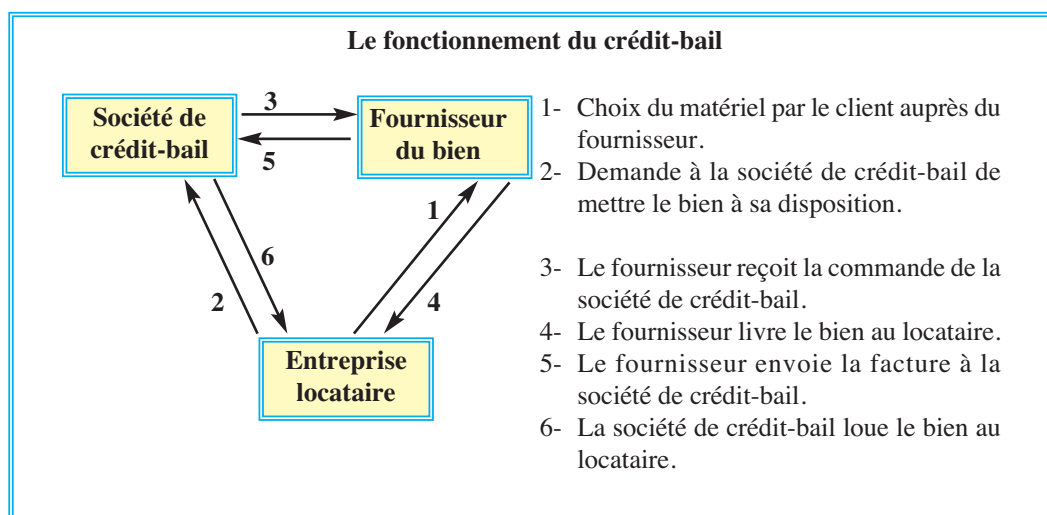 Le fonctionnement du crédit-bail
Société de
crédit-bail
3
5
Fournisseur
du bien
1
4
6
2
Entreprise
locataire
1- Choix du matériel par le client auprès du
fournisseur.
2- Demande à la société de crédit-bail de
mettre le bien à sa disposition.
3- Le fournisseur reçoit la commande de la
société de crédit-bail.
4- Le fournisseur livre le bien au locataire.
5- Le fournisseur envoie la facture à la
société de crédit-bail.
6- La société de crédit-bail loue le bien au
locataire.